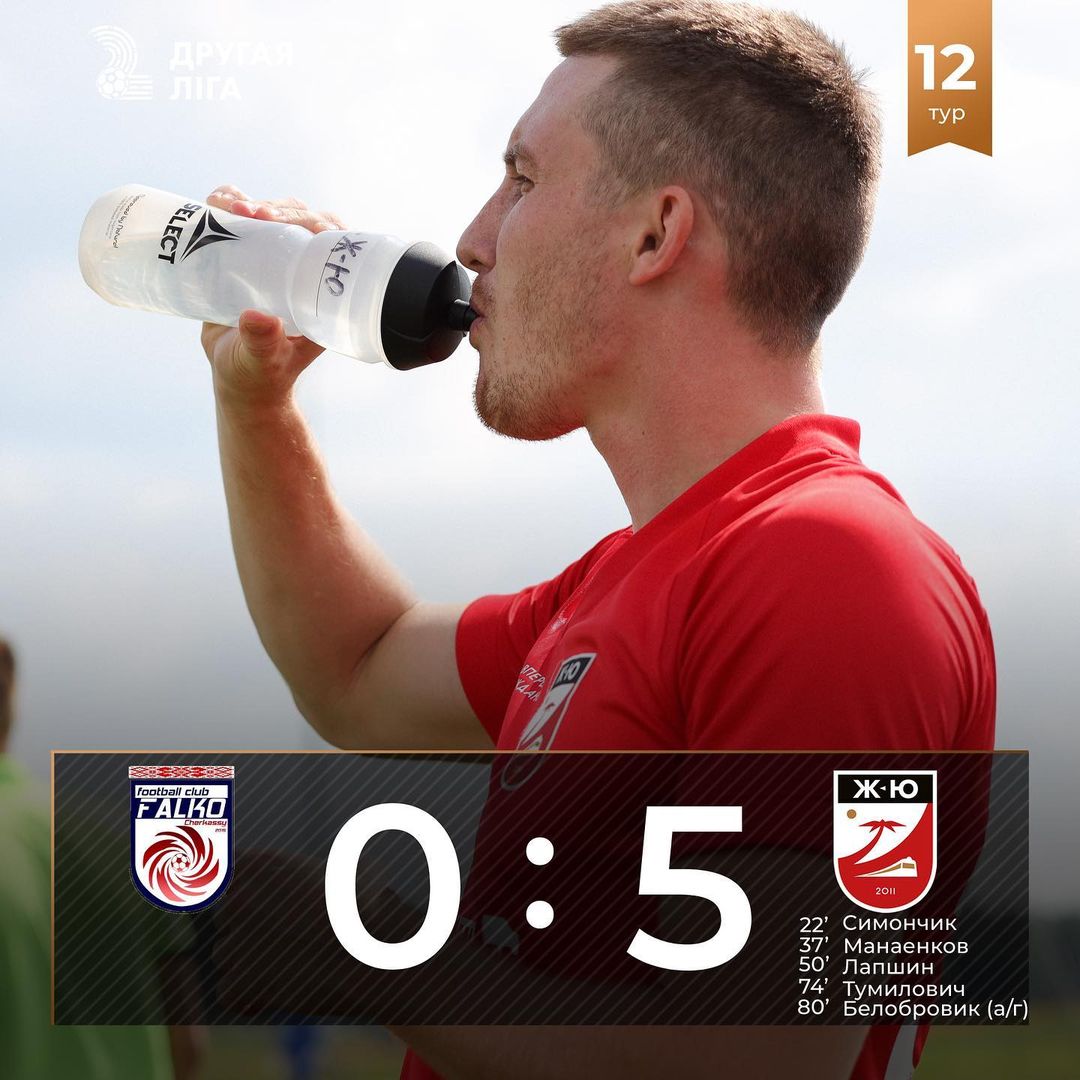 ДРУГАЯ
ЛІГА
12
тур
SELECT
Ж-Ю
Ж-Ю
football club
FALKO
Cherkassy
2015
0 : 5
Ж-Ю
2011
22’ Симончик
37’ Манаенков
50’ Лапшин
74’ Тумилович
80’ Белобровик (а/г)